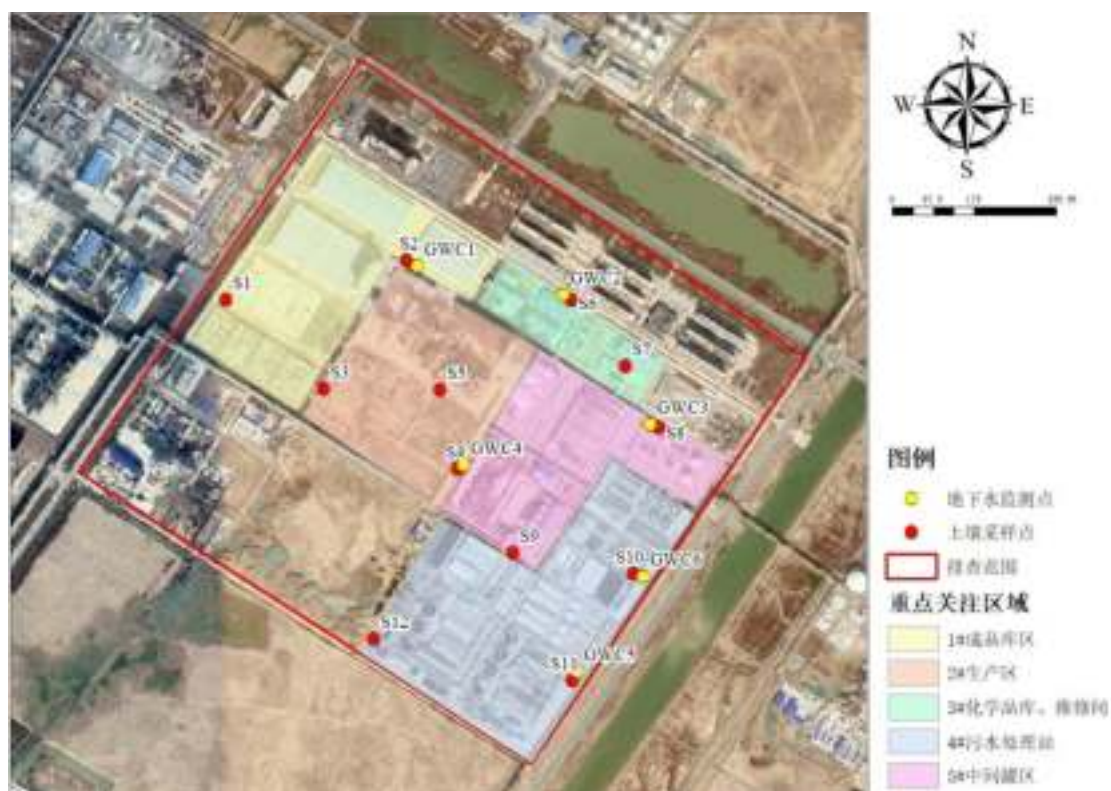 N
W
E
S
S2
GWC1
S1
GWC2
S6
S7
S3
S5
GWC3
S8
S4
GWC4
S9
S10
GWC6
S12
S11
GWC5
图例
地下水监测点
土壤采样点
排查范围
重点关注区域
1#成品库区
2#生产区
3#化学品库、维修间
4#污水处理站
5#中间罐区